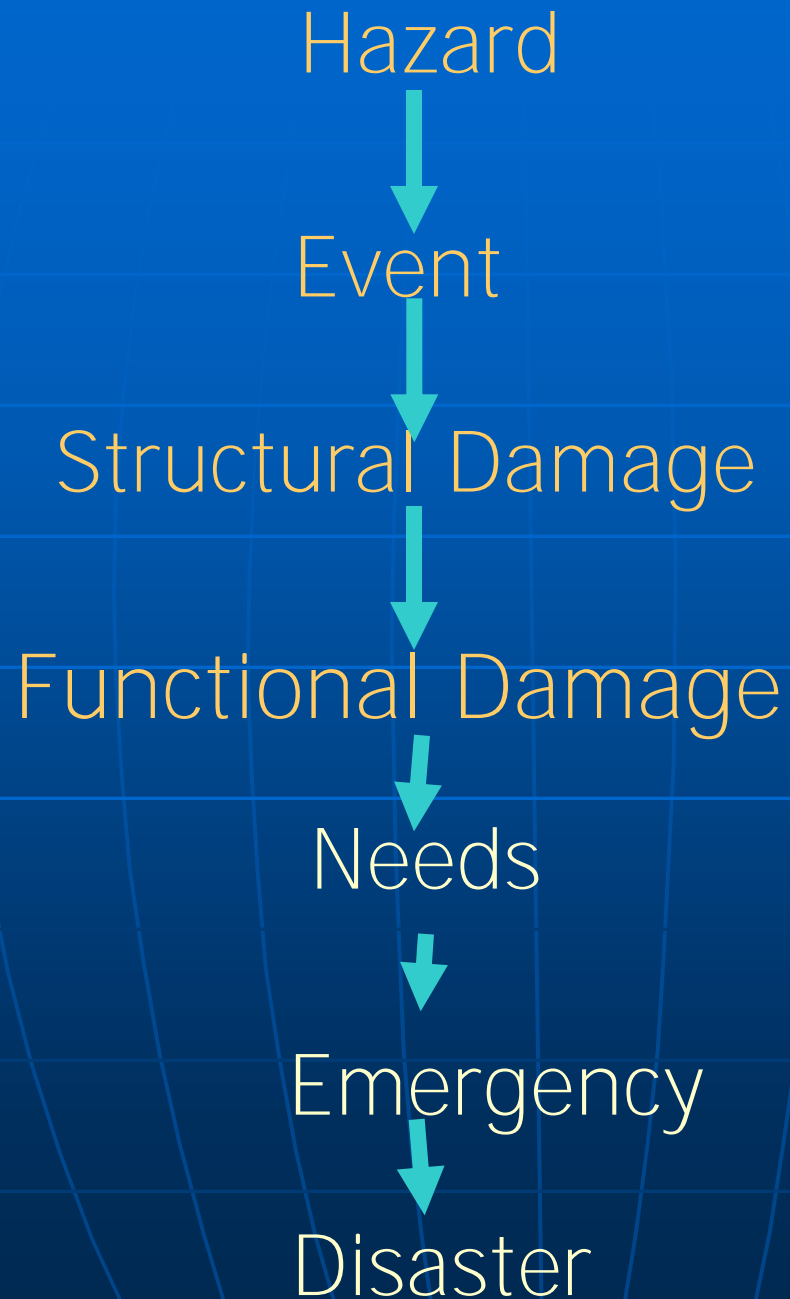 Hazard
Event
Structural Damage
Functional Damage
Needs
Emergency
Disaster